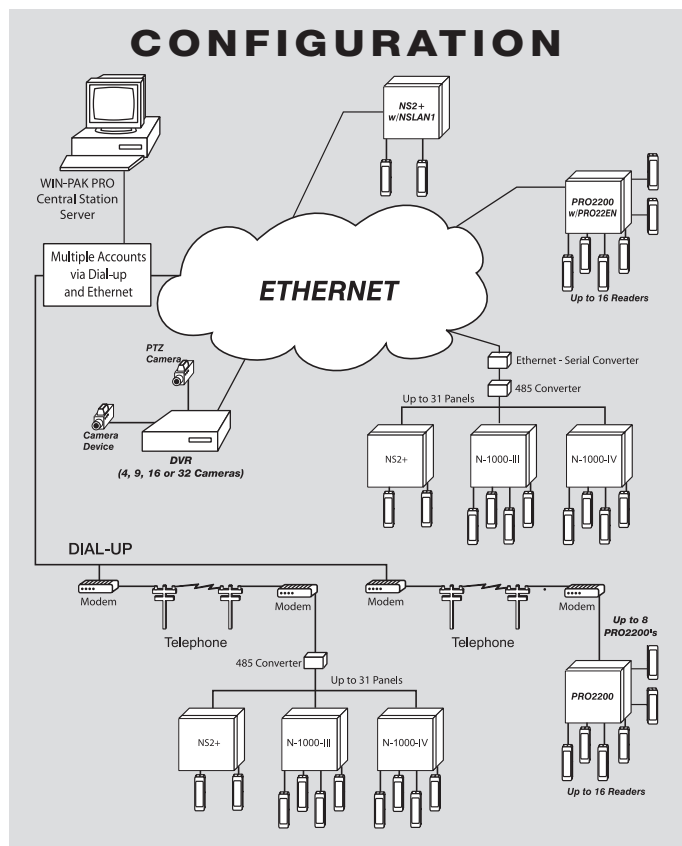 CONFIGURATION
NS2+
w/NSLAN1
WIN-PAK PRO
Central Station
Server
PRO2200
w/PRO22EN
Multiple Accounts
via Dial-up
and Ethernet
ETHERNET
Up to 16 Readers
PTZ
Camera
Ethernet - Serial Converter
485 Converter
Up to 31 Panels
Camera
Device
DVR
(4, 9, 16 or 32 Cameras)
NS2+
N-1000-III
N-1000-IV
DIAL-UP
Modem
Modem
Modem
Modem
Telephone
Telephone
Up to 8
PRO2200's
485 Converter
Up to 31 Panels
PRO2200
NS2+
N-1000-III
N-1000-IV
Up to 16 Readers